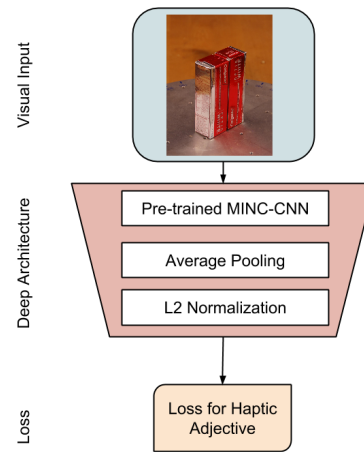 Visual Input
Pre-trained MINC-CNN
Average Pooling
L2 Normalization
Deep Architecture
Loss for Haptic
Adjective
Loss